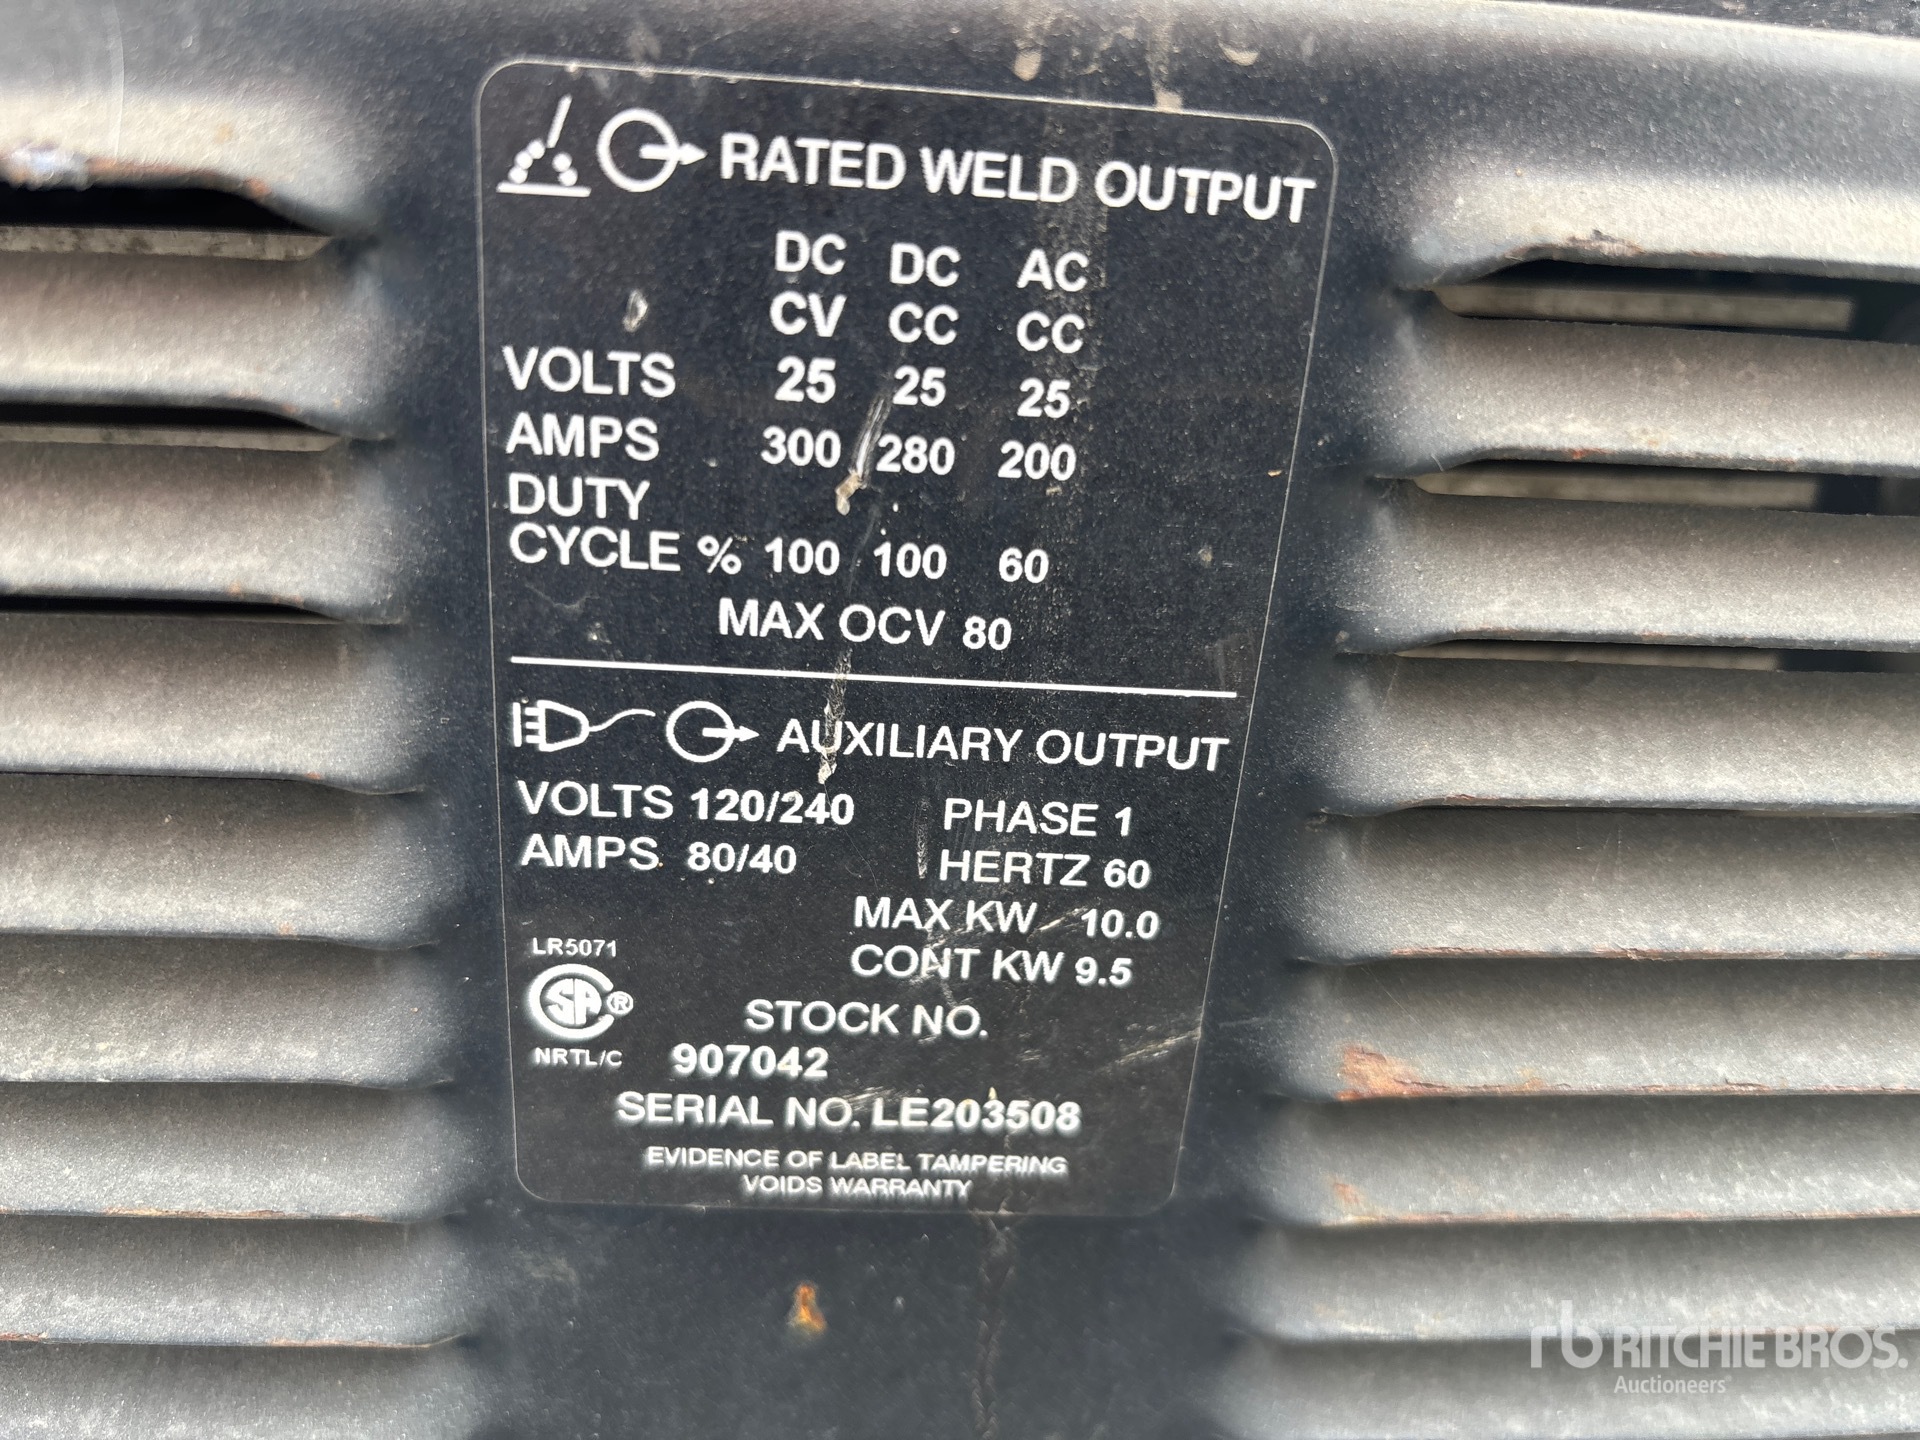 RATED WELD OUTPUT
DC DC AC
CV CC CC
VOLTS 25 25 25
AMPS 300 280 200
DUTY
CYCLE % 100 100 60
MAX OCV 80
AUXILIARY OUTPUT
VOLTS 120/240 PHASE 1
AMPS 80/40 HERTZ 60
MAX KW 10.0
CONT KW 9.5
LR5071
SA ®
NRTL/C
STOCK NO.
907042
SERIAL NO. LE203508
EVIDENCE OF LABEL TAMPERING
VOIDS WARRANTY
rb RITCHIE BROS.
Auctioneers